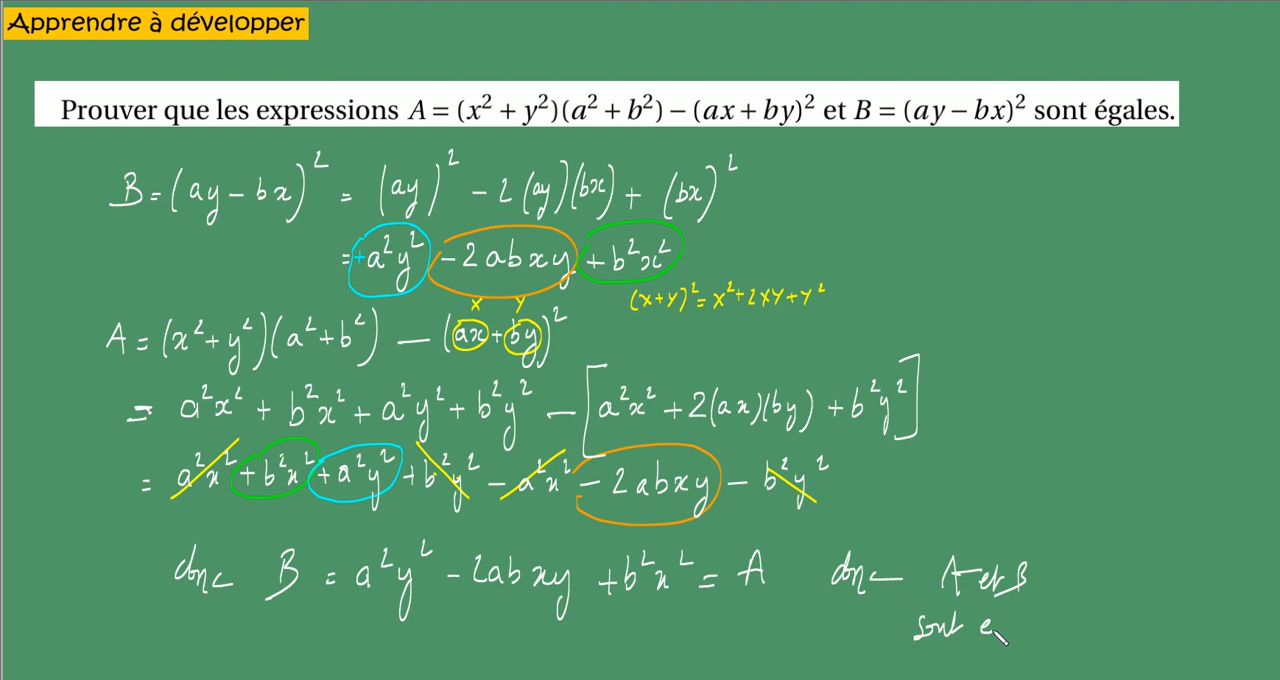 Apprendre à développer
Prouver que les expressions A = (x² + y²)(a² + b²) − (ax + by)² et B = (ay − bx)² sont égales.
B = (ay − bx)² = (ay)² − 2(ay)(bx) + (bx)²
= +a²y² − 2abxy + b²x²
(X+Y)² = X² + 2XY + Y²
X Y
A = (x² + y²)(a² + b²) − (ax + by)²
= a²x² + b²x² + a²y² + b²y² − [a²x² + 2(ax)(by) + b²y²]
= a²x² + b²x² + a²y² + b²y² − a²x² − 2abxy − b²y²
donc B = a²y² − 2abxy + b²x² = A donc A et B
sont e